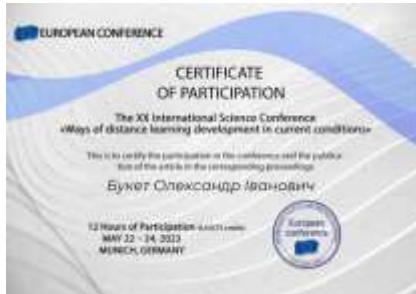 EUROPEAN CONFERENCE
CERTIFICATE
OF PARTICIPATION
The XX International Science Conference
«Ways of distance learning development in current conditions»
This is to certify the participation in the conference and the publica-
tion of the article in the corresponding proceedings
Букет Олександр Іванович
12 Hours of Participation
MAY 22 – 24, 2023
MUNICH, GERMANY
European
conference